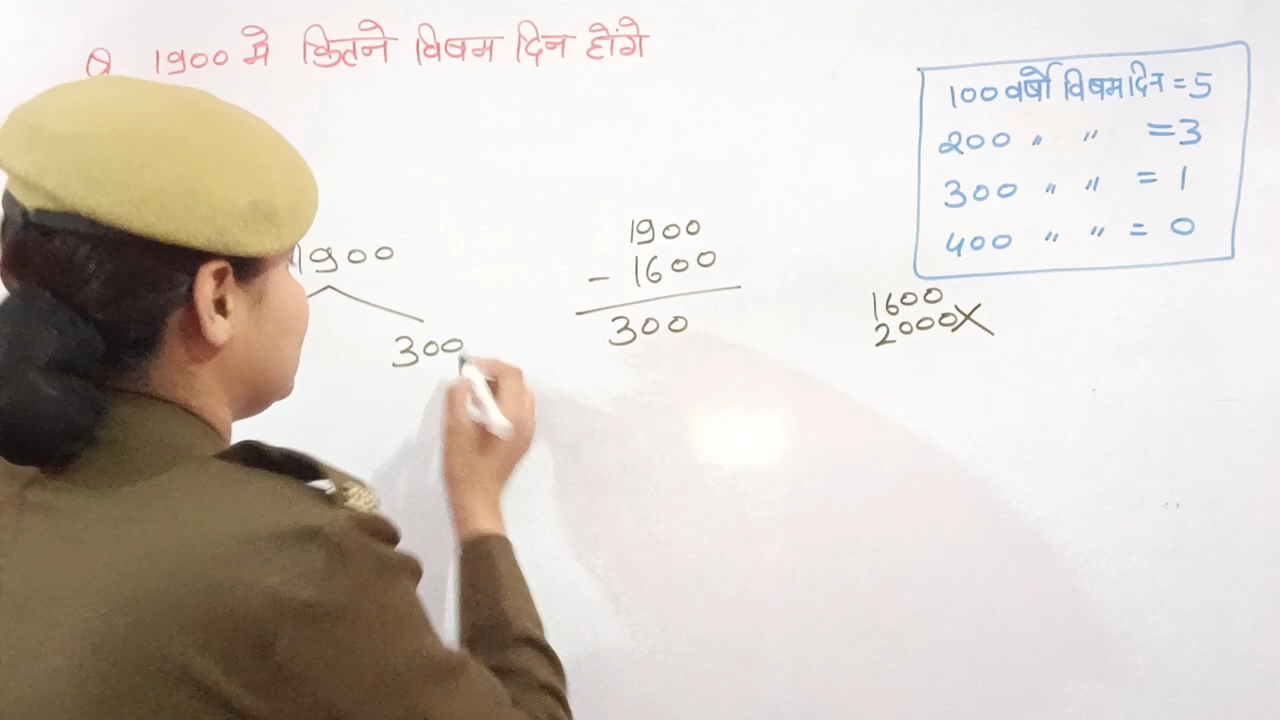 Q 1900 मे कितने विषम दिन होंगे
100 वर्षो विषम दिन = 5
200 " " = 3
300 " " = 1
400 " " = 0
1900
300
1900
- 1600
300
1600
2000X